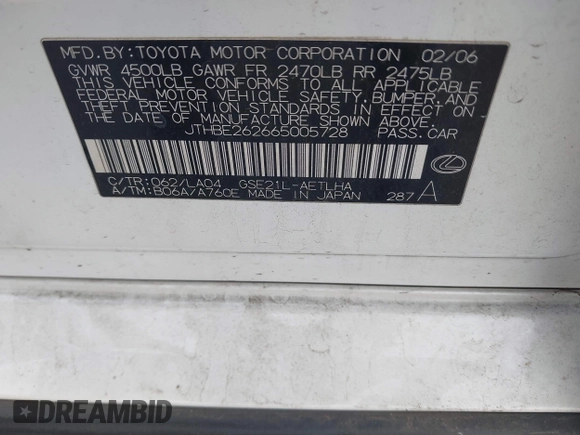 MFD.BY:TOYOTA MOTOR CORPORATION 02/06
GVWR 4500LB GAWR FR 2470LB RR 2475LB
THIS VEHICLE CONFORMS TO ALL APPLICABLE
FEDERAL MOTOR VEHICLE SAFETY,BUMPER,AND
THEFT PREVENTION STANDARDS IN EFFECT ON
THE DATE OF MANUFACTURE SHOWN ABOVE.
JTHBE262665005728 PASS.CAR
C/TR:062/LA04 GSE21L-AETLHA
A/TM:B06A/A760E MADE IN JAPAN 287 A
DREAMBID